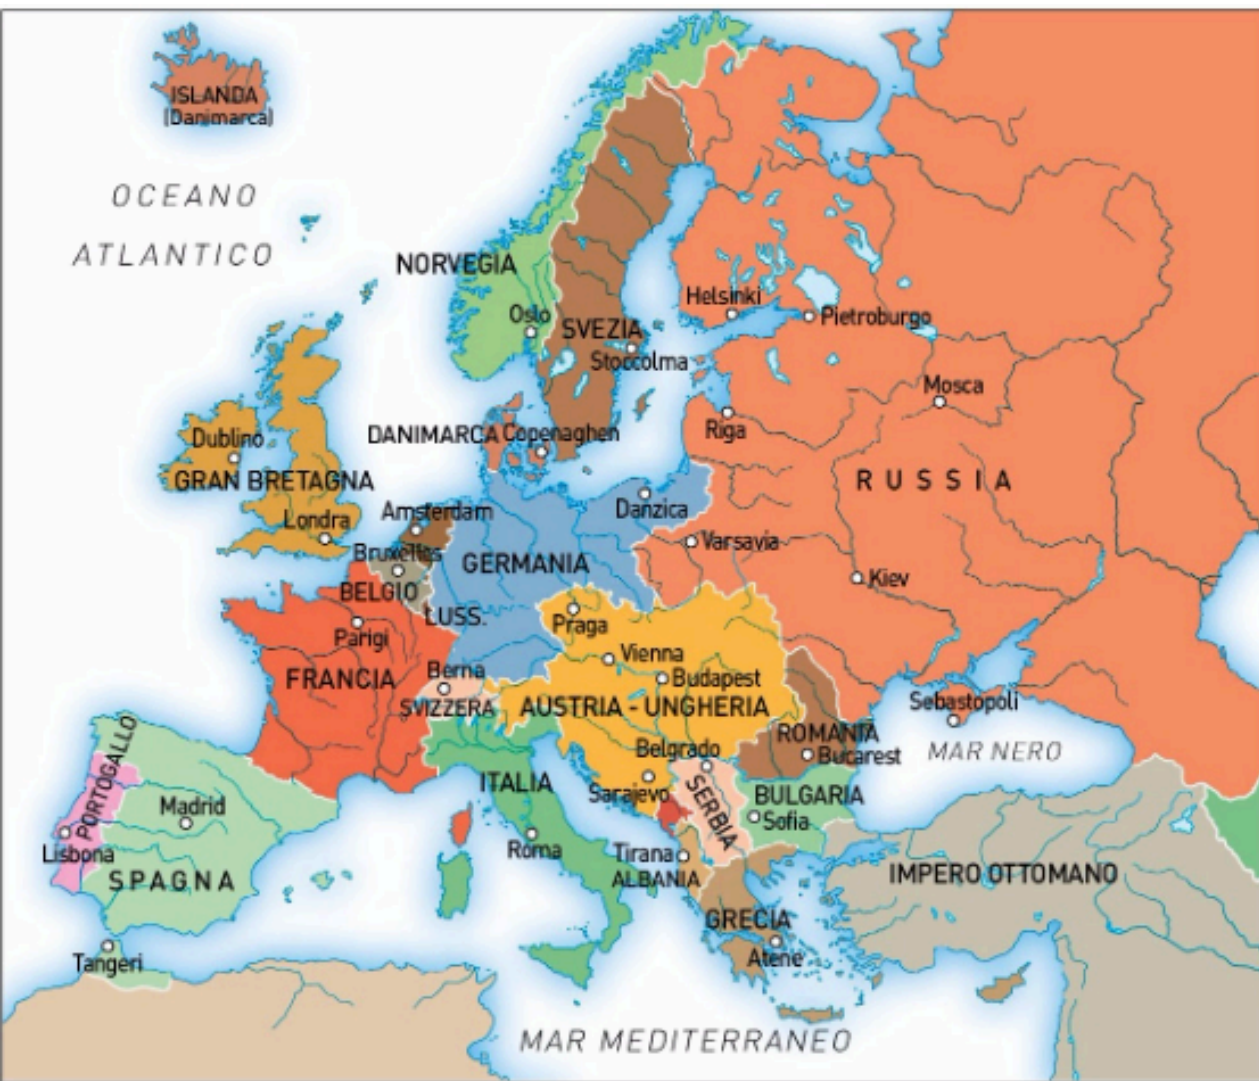 ISLANDA
(Danimarca)
OCEANO
ATLANTICO
NORVEGIA
Oslo
SVEZIA
Stoccolma
Helsinki
Pietroburgo
Mosca
Riga
RUSSIA
DANIMARCA
Copenaghen
Dublino
GRAN BRETAGNA
Londra
Amsterdam
Danzica
Bruxelles
GERMANIA
Varsavia
Kiev
BELGIO
LUSS.
Praga
Parigi
FRANCIA
Vienna
Budapest
Berna
SVIZZERA
AUSTRIA - UNGHERIA
Sebastopoli
MAR NERO
ROMANIA
Bucarest
Belgrado
PORTOGALLO
Madrid
Lisbona
SPAGNA
ITALIA
Sarajevo
SERBIA
BULGARIA
Sofia
Roma
Tirana
ALBANIA
IMPERO OTTOMANO
GRECIA
Atene
Tangeri
MAR MEDITERRANEO